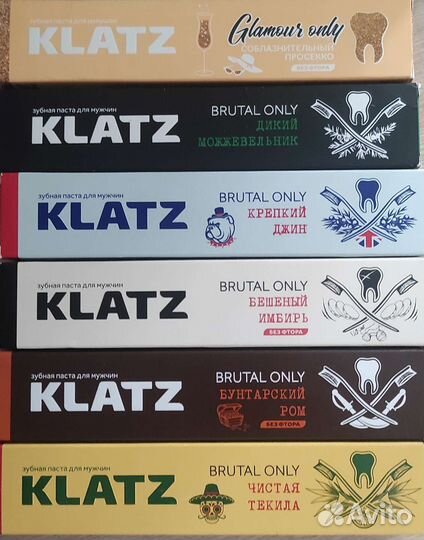 зубная паста для девушек
KLATZ
Glamour only
СОБЛАЗНИТЕЛЬНЫЙ
ПРОСЕККО
БЕЗ ФТОРА
зубная паста для мужчин
KLATZ
BRUTAL ONLY
ДИКИЙ
МОЖЖЕВЕЛЬНИК
зубная паста для мужчин
KLATZ
BRUTAL ONLY
КРЕПКИЙ
ДЖИН
зубная паста для мужчин
KLATZ
BRUTAL ONLY
БЕШЕНЫЙ
ИМБИРЬ
БЕЗ ФТОРА
зубная паста для мужчин
KLATZ
BRUTAL ONLY
БУНТАРСКИЙ
РОМ
БЕЗ ФТОРА
зубная паста для мужчин
KLATZ
BRUTAL ONLY
ЧИСТАЯ
ТЕКИЛА
Avito